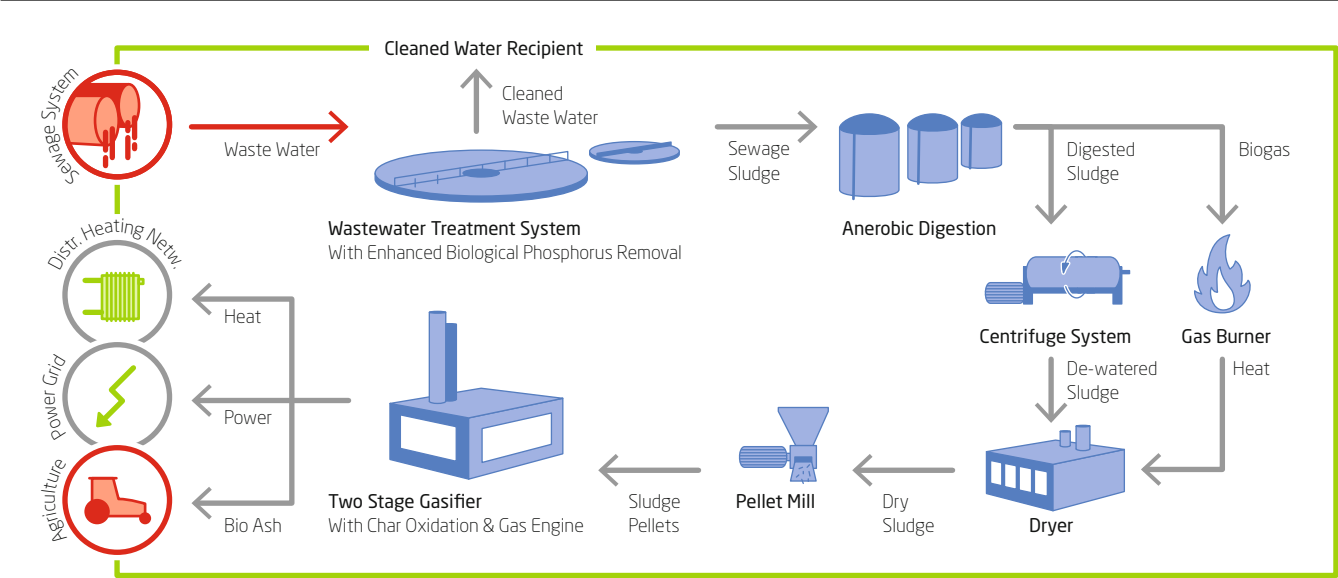 Cleaned Water Recipient
Sewage System
Waste Water
Cleaned
Waste Water
Wastewater Treatment System
With Enhanced Biological Phosphorus Removal
Sewage
Sludge
Anerobic Digestion
Digested
Sludge
Biogas
Centrifuge System
Gas Burner
De-watered
Sludge
Heat
Dryer
Dry
Sludge
Pellet Mill
Sludge
Pellets
Two Stage Gasifier
With Char Oxidation & Gas Engine
Distr. Heating Netw.
Heat
Power Grid
Power
Agriculture
Bio Ash